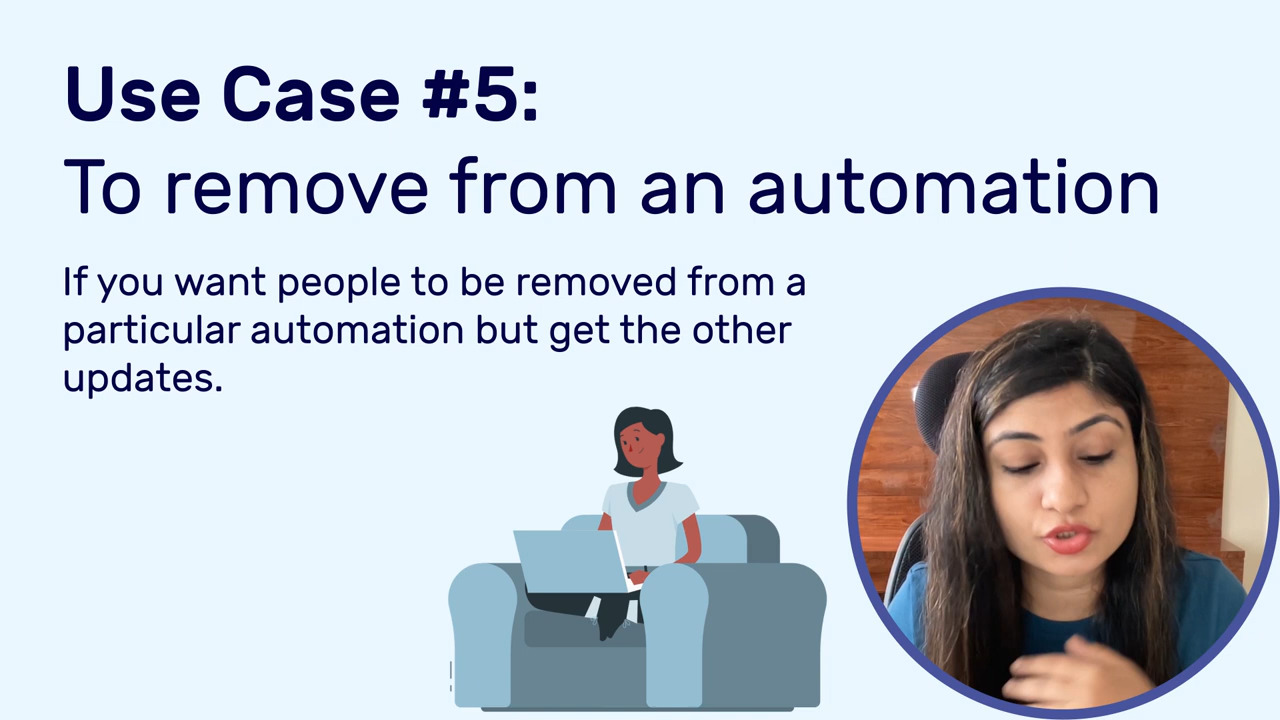 Use Case #5:
To remove from an automation
If you want people to be removed from a
particular automation but get the other
updates.